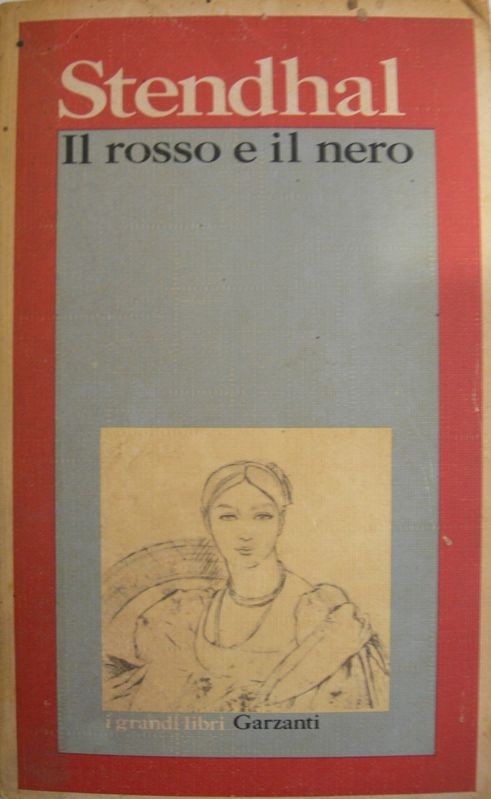 Stendhal
Il rosso e il nero
i grandi libri Garzanti